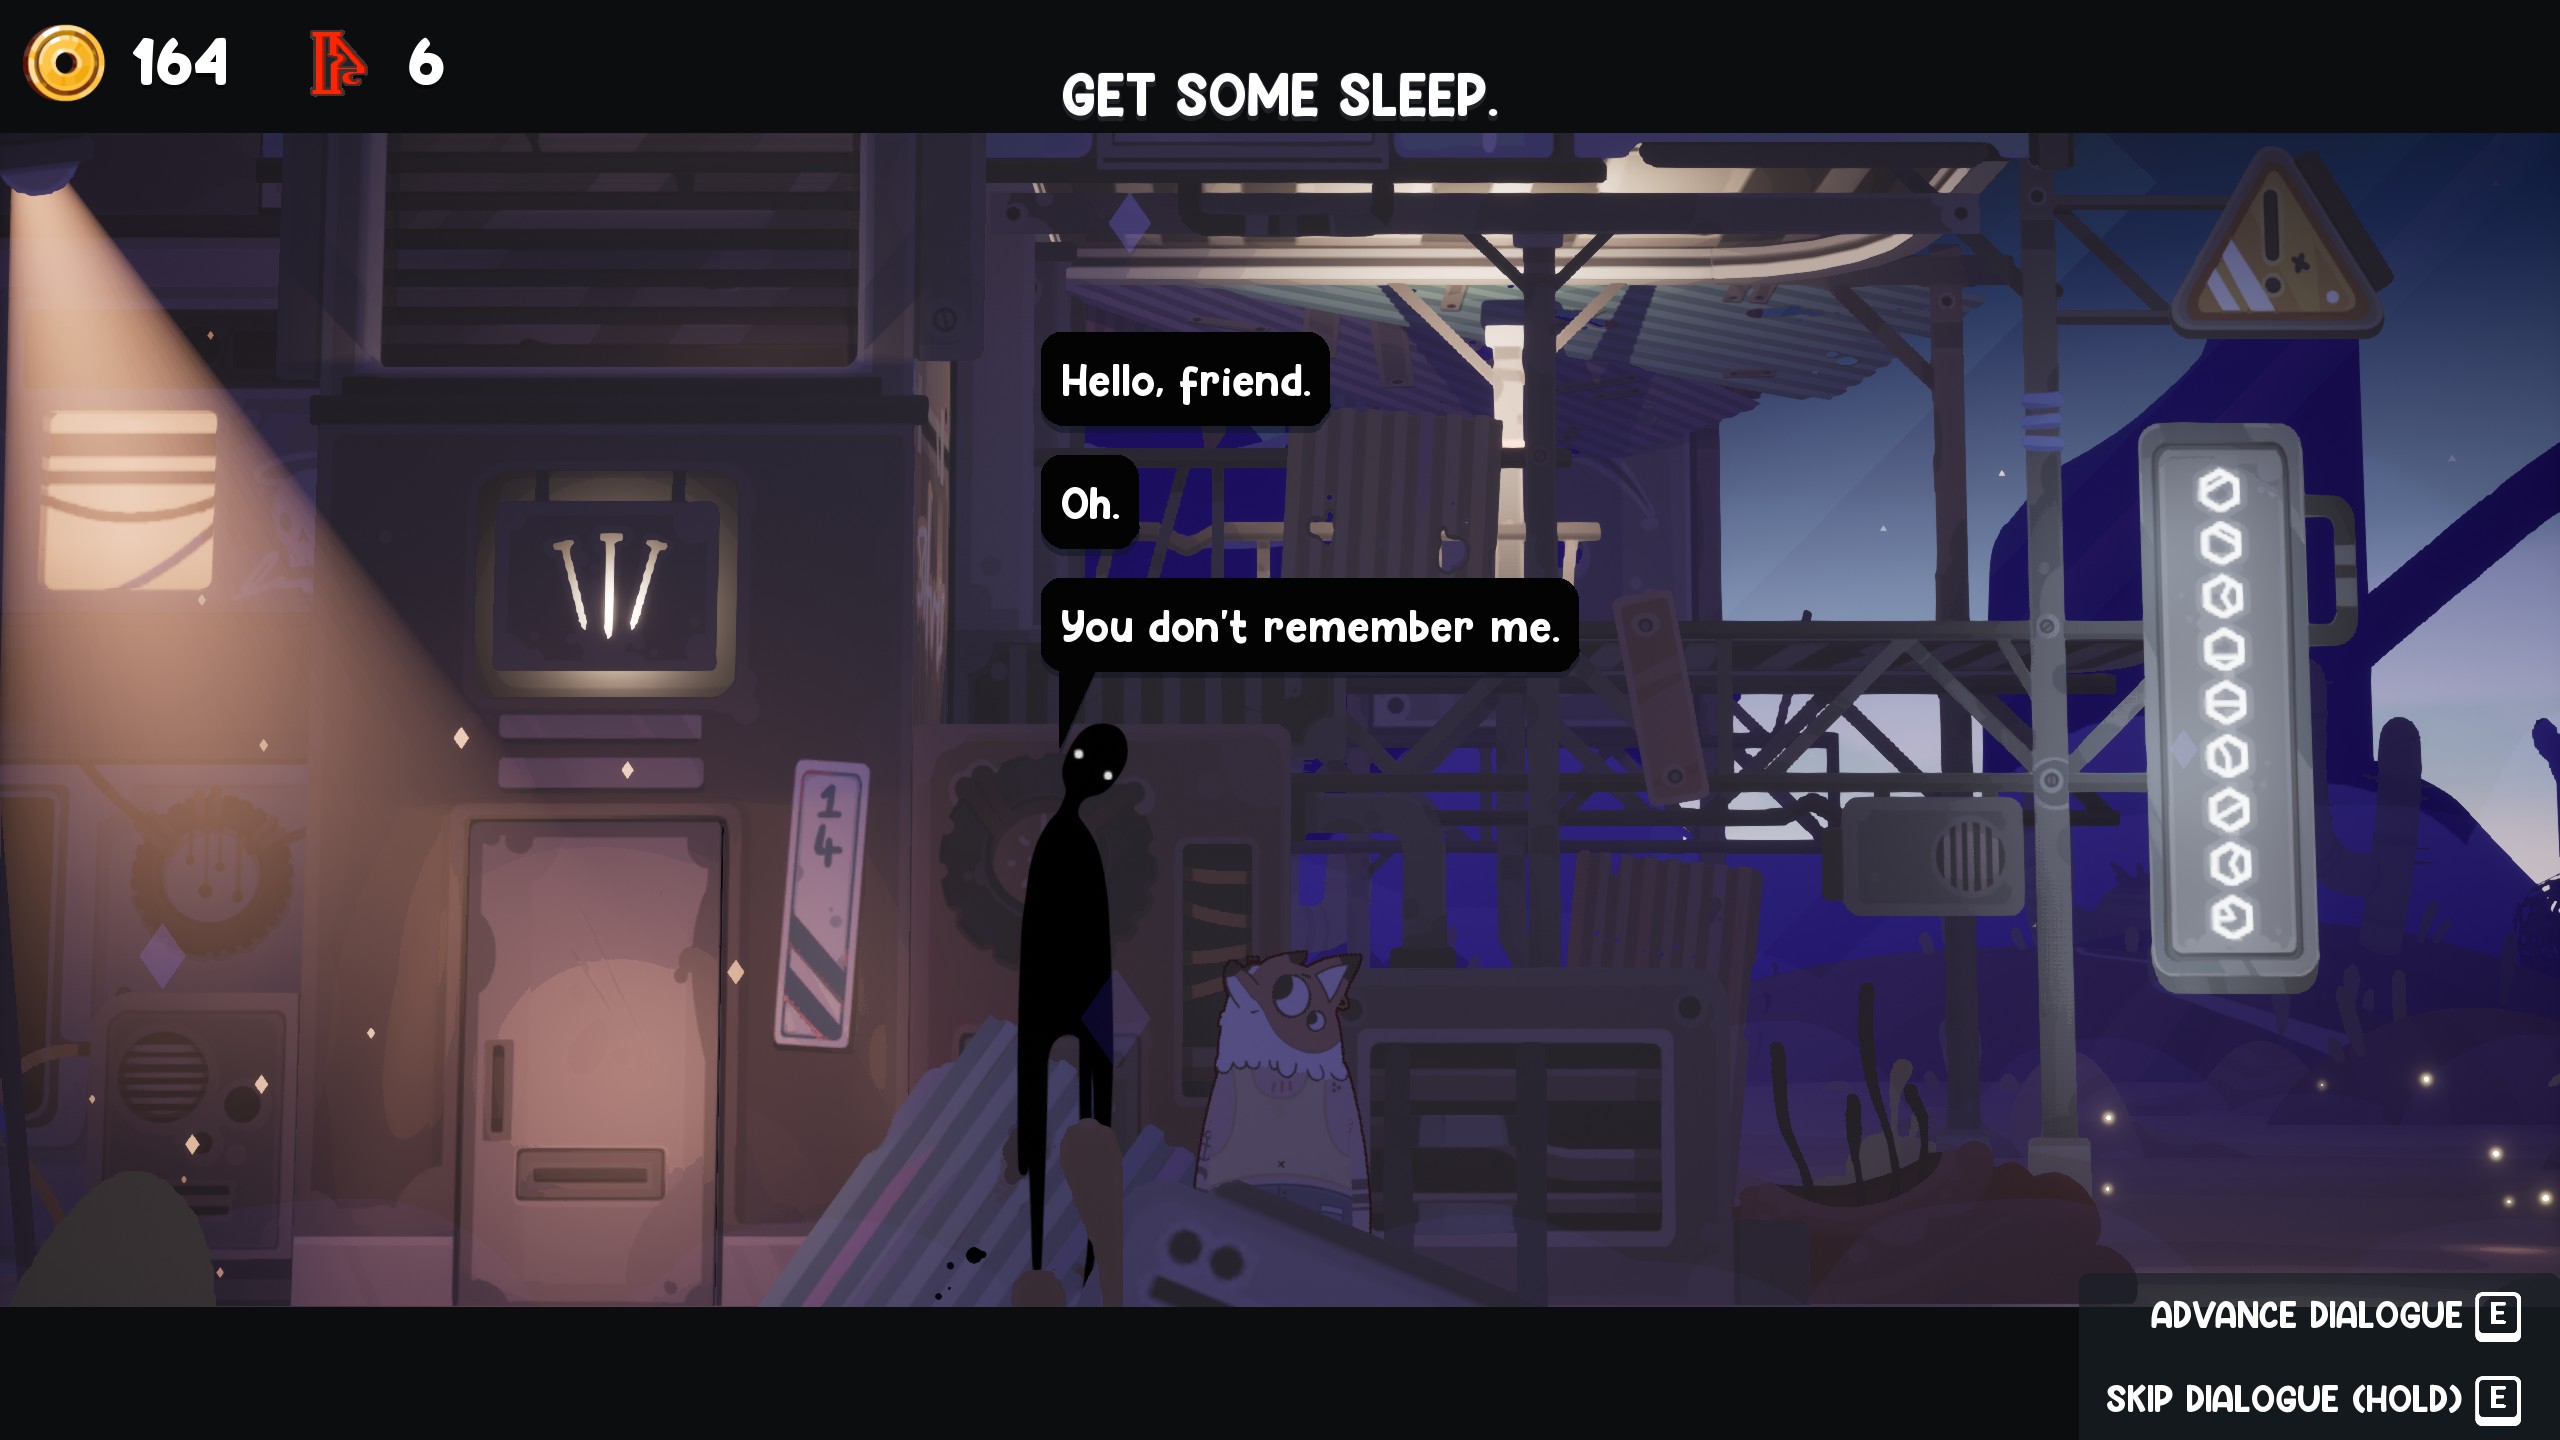 164
6
GET SOME SLEEP.
Hello, friend.
Oh.
You don't remember me.
1
4
ADVANCE DIALOGUE E
SKIP DIALOGUE (HOLD) E